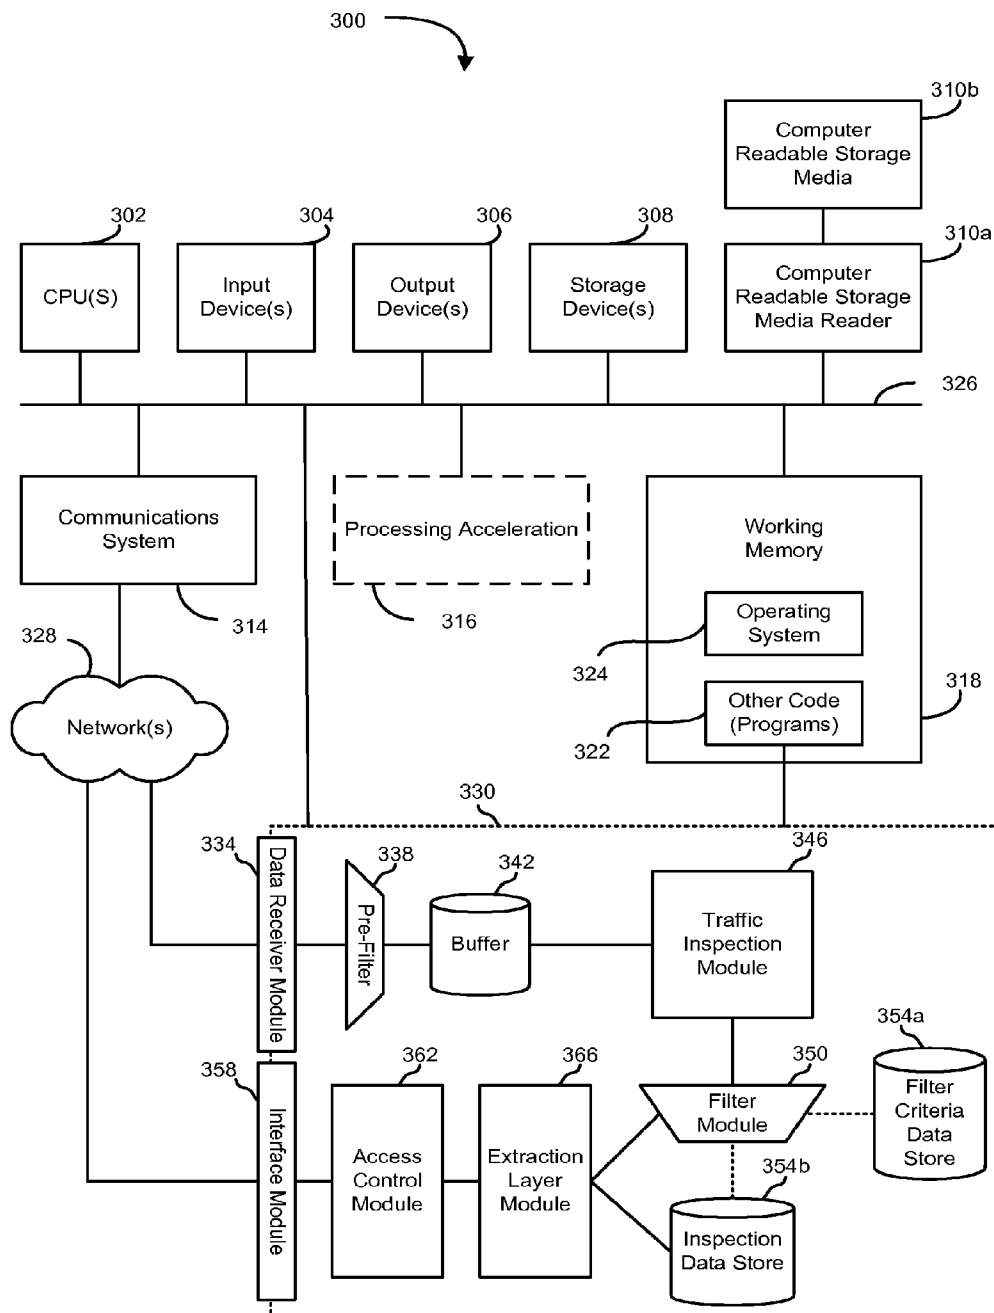 300
310b
Computer
Readable Storage
Media
302
304
306
308
310a
CPU(S)
Input
Device(s)
Output
Device(s)
Storage
Device(s)
Computer
Readable Storage
Media Reader
326
Communications
System
Processing Acceleration
Working
Memory
314
316
Operating
System
324
328
Network(s)
Other Code
(Programs)
318
322
330
334
338
342
346
Data Receiver Module
Pre-Filter
Buffer
Traffic
Inspection
Module
354a
358
362
366
350
Interface Module
Access
Control
Module
Extraction
Layer
Module
Filter
Module
Filter
Criteria
Data
Store
354b
Inspection
Data Store